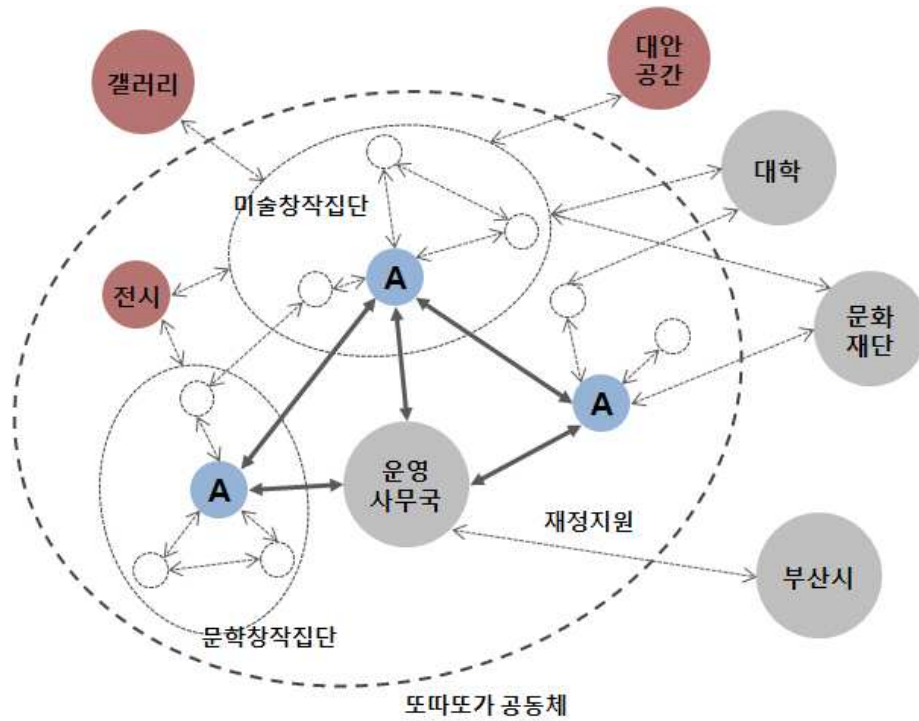 갤러리
대안
공간
대학
미술창작집단
A
전시
문화
재단
A
A
운영
사무국
재정지원
부산시
문학창작집단
또따또가 공동체